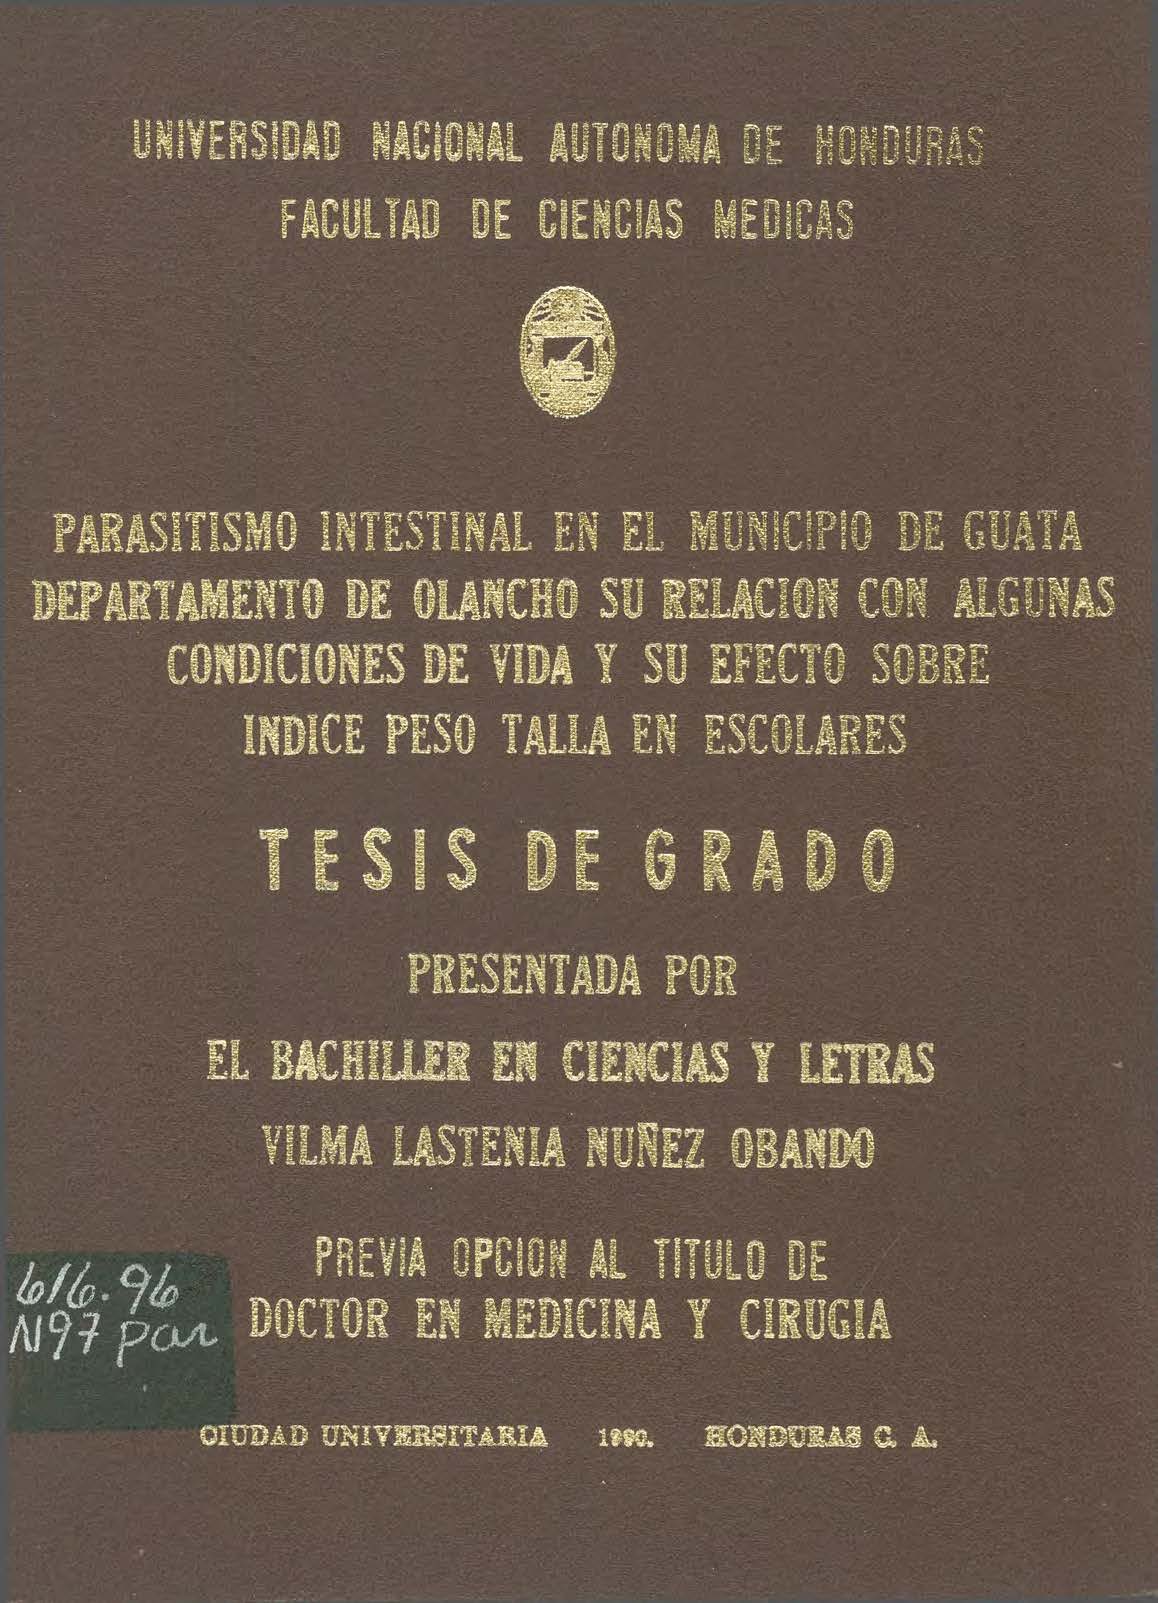 UNIVERSIDAD NACIONAL AUTONOMA DE HONDURAS
FACULTAD DE CIENCIAS MEDICAS
PARASITISMO INTESTINAL EN EL MUNICIPIO DE GUATA
DEPARTAMENTO DE OLANCHO SU RELACION CON ALGUNAS
CONDICIONES DE VIDA Y SU EFECTO SOBRE
INDICE PESO TALLA EN ESCOLARES
TESIS DE GRADO
PRESENTADA POR
EL BACHILLER EN CIENCIAS Y LETRAS
VILMA LASTENIA NUÑEZ OBANDO
PREVIA OPCION AL TITULO DE
DOCTOR EN MEDICINA Y CIRUGIA
616.96
N97 par
CIUDAD UNIVERSITARIA 1990. HONDURAS C. A.